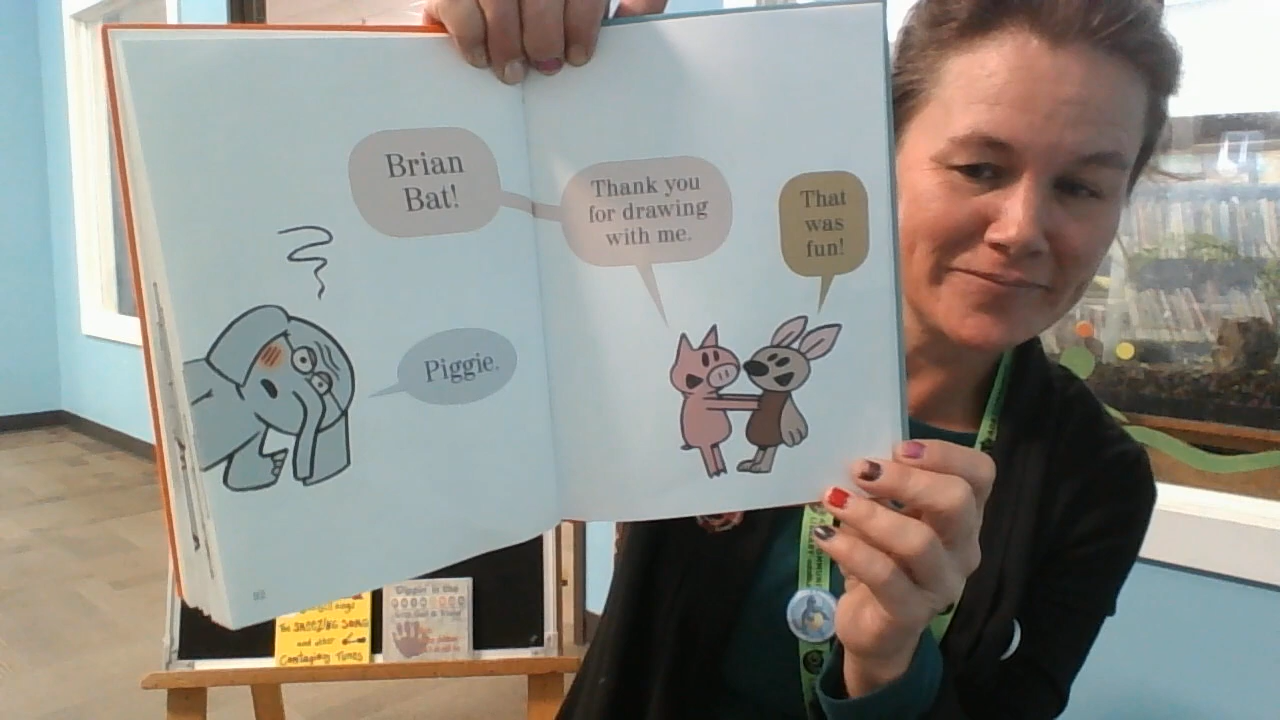 Brian
Bat!
Thank you
for drawing
with me.
That
was
fun!
Piggie.
The SNEEZING SONG
and other
Contagious Tunes